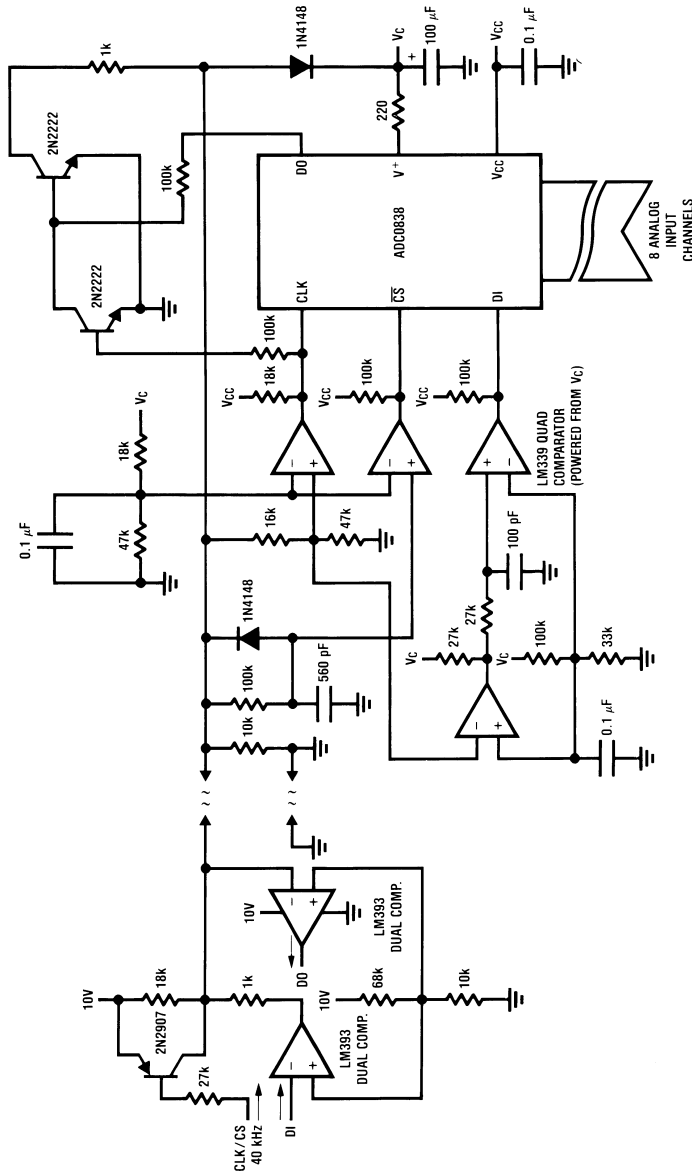 10V
18k
2N2907
27k
CLK/CS
40 kHz
DI
1k
–
+
LM393
DUAL COMP.
10V
68k
10k
10V
–
+
DO
LM393
DUAL COMP.
~
~
~
~
10k
100k
560 pF
1N4148
16k
47k
0.1 μF
47k
18k
VC
–
+
VCC
18k
100k
–
+
VCC
100k
+
–
VCC
100k
LM339 QUAD
COMPARATOR
(POWERED FROM VC)
–
+
VC
27k
27k
100 pF
VC
100k
33k
0.1 μF
2N2222
2N2222
1k
100k
CLK
CS
DI
ADC0838
DO
V+
VCC
1N4148
220
VC
+
100 μF
VCC
0.1 μF
8 ANALOG
INPUT
CHANNELS